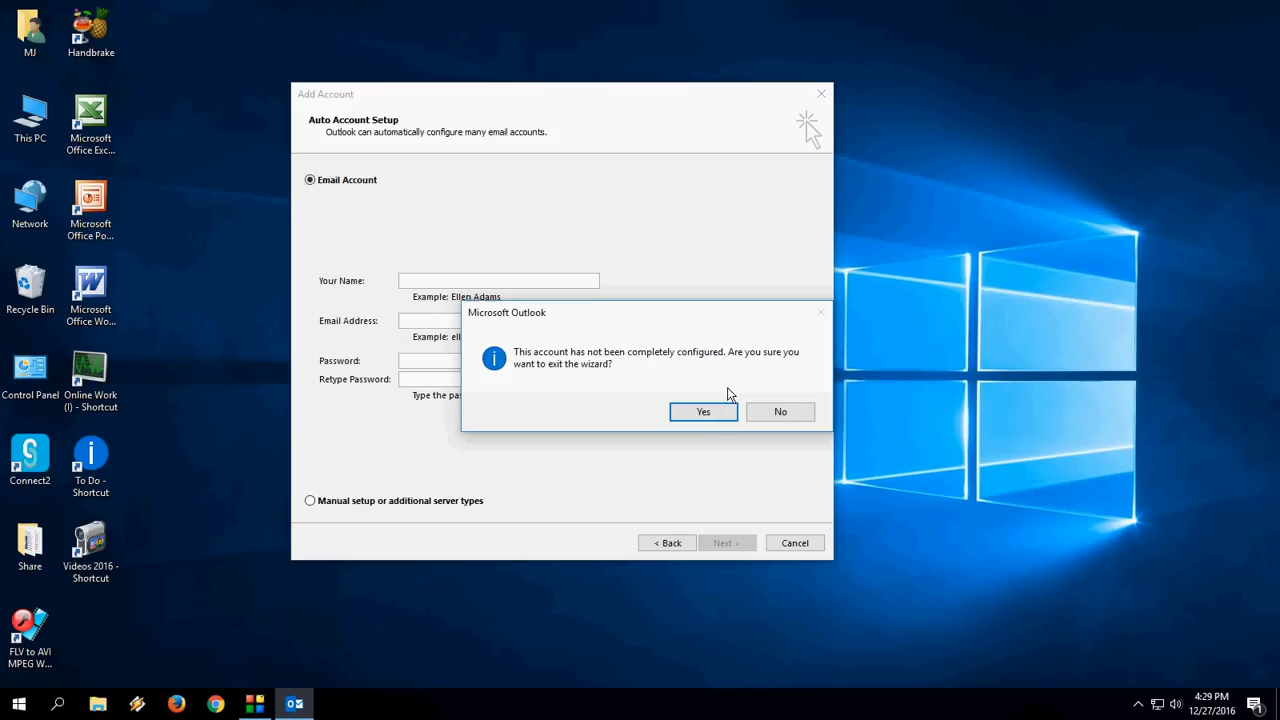 MJ
Handbrake
This PC
Microsoft
Office Exc...
Network
Microsoft
Office Po...
Recycle Bin
Microsoft
Office Wo...
Control Panel
Online Work
(I) - Shortcut
Connect2
To Do -
Shortcut
Share
Videos 2016 -
Shortcut
FLV to AVI
MPEG W...
Add Account
Auto Account Setup
Outlook can automatically configure many email accounts.
Email Account
Your Name:
Example: Ellen Adams
Email Address:
Example: ell
Password:
Retype Password:
Type the pas
Microsoft Outlook
This account has not been completely configured. Are you sure you
want to exit the wizard?
Yes
No
Manual setup or additional server types
< Back
Next >
Cancel
4:29 PM
12/27/2016
1